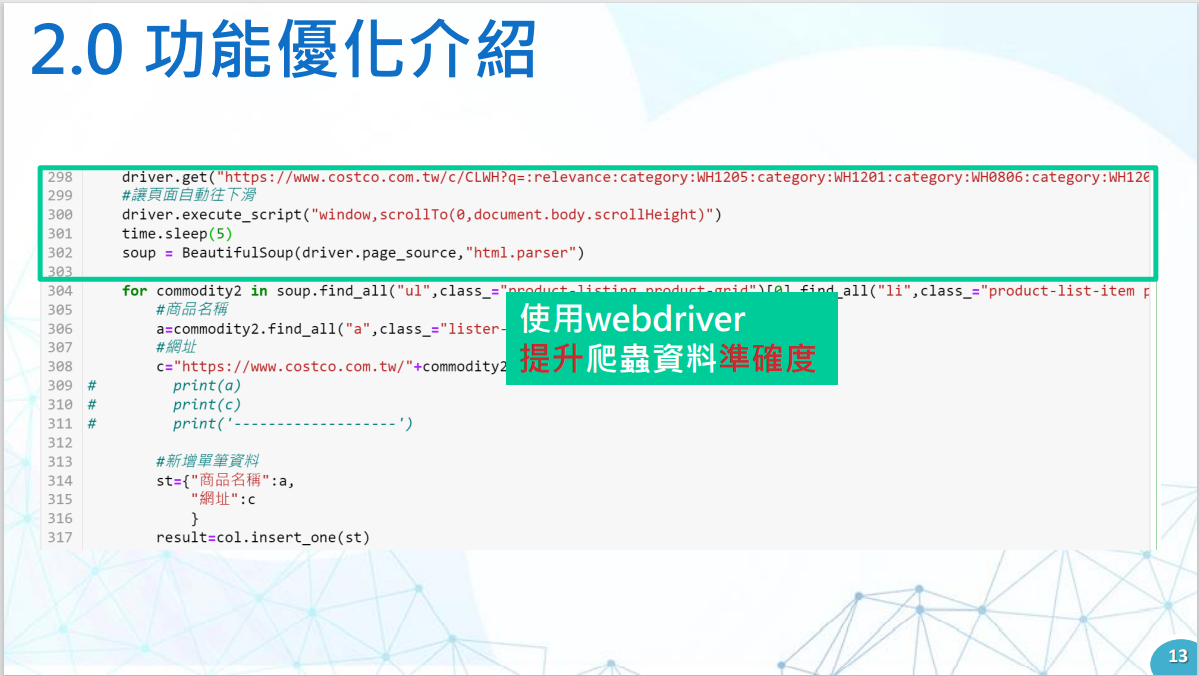 2.0 功能優化介紹
298 driver.get("https://www.costco.com.tw/c/CLWH?q=:relevance:category:WH1205:category:WH1201:category:WH0806:category:WH120
299 #讓頁面自動往下滑
300 driver.execute_script("window,scrollTo(0,document.body.scrollHeight)")
301 time.sleep(5)
302 soup = BeautifulSoup(driver.page_source,"html.parser")
303
304 for commodity2 in soup.find_all("ul",class_="product-listing product-grid")[0].find_all("li",class_="product-list-item p
305 #商品名稱
306 a=commodity2.find_all("a",class_="lister-
307 #網址
308 c="https://www.costco.com.tw/"+commodity2
使用webdriver
提升爬蟲資料準確度
309 # print(a)
310 # print(c)
311 # print('-------------------')
312
313 #新增單筆資料
314 st={"商品名稱":a,
315 "網址":c
316 }
317 result=col.insert_one(st)
13